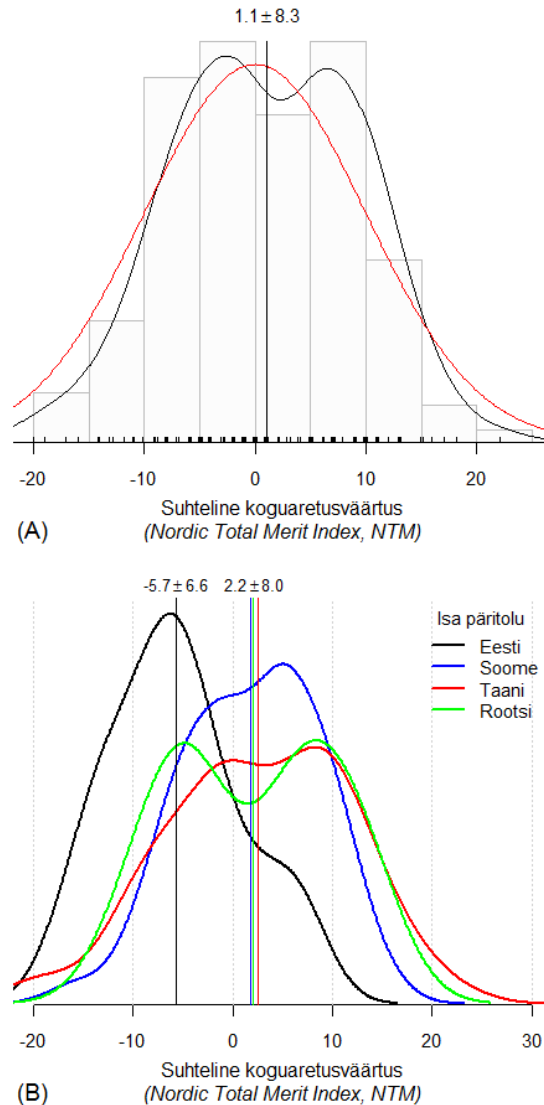 1.1 ± 8.3
-20 -10 0 10 20
Suhteline koguaretusväärtus
(A) (Nordic Total Merit Index, NTM)
-5.7 ± 6.6 2.2 ± 8.0
Isa päritolu
Eesti
Soome
Taani
Rootsi
-20 -10 0 10 20 30
Suhteline koguaretusväärtus
(B) (Nordic Total Merit Index, NTM)